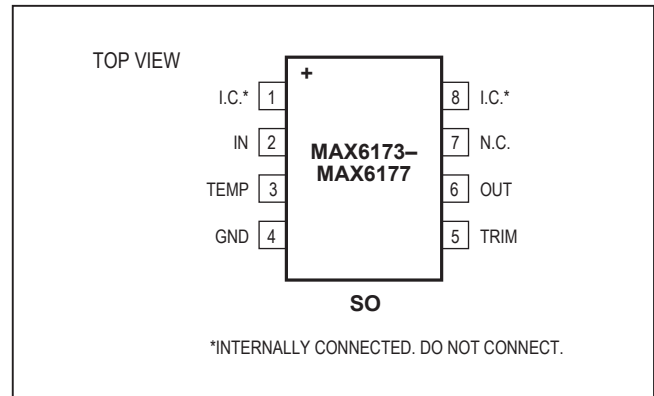 TOP VIEW
+
I.C.* 1
8 I.C.*
IN 2
7 N.C.
MAX6173–
MAX6177
TEMP 3
6 OUT
GND 4
5 TRIM
SO
*INTERNALLY CONNECTED. DO NOT CONNECT.